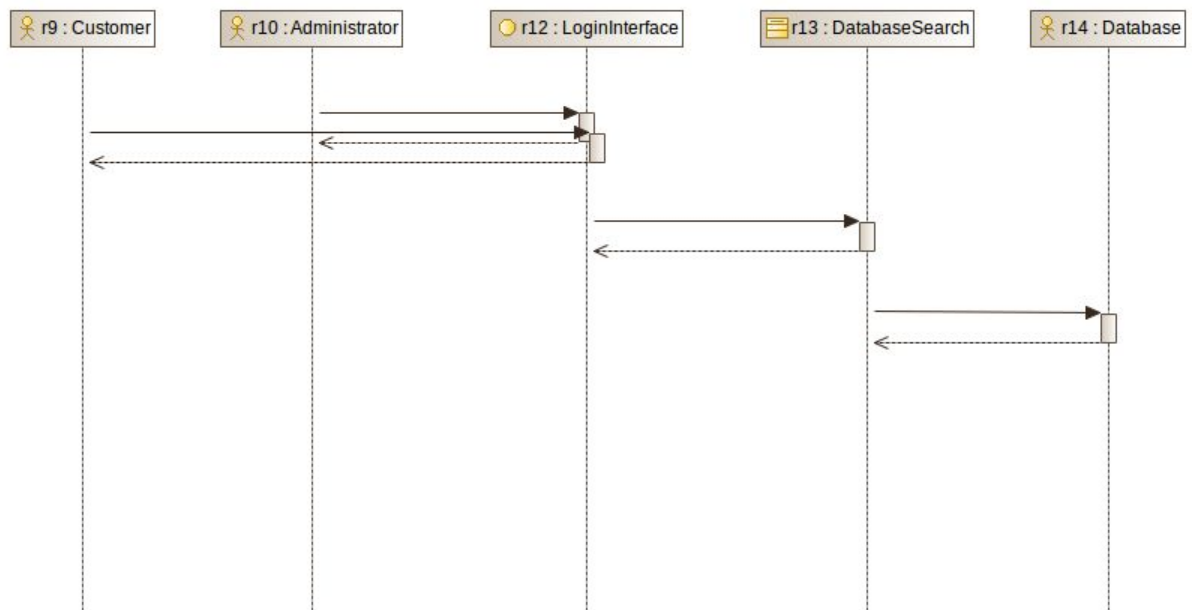 r9 : Customer
r10 : Administrator
r12 : LoginInterface
r13 : DatabaseSearch
r14 : Database